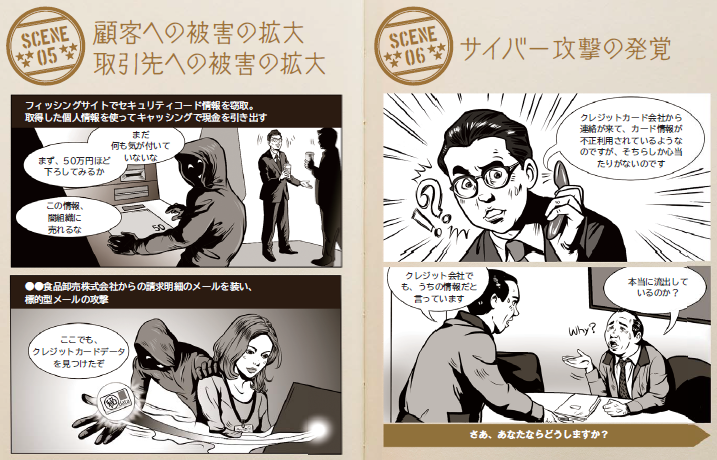 SCENE
05
顧客への被害の拡大
取引先への被害の拡大
フィッシングサイトでセキュリティコード情報を窃取。
取得した個人情報を使ってキャッシングで現金を引き出す
まだ
何も気が付いて
いないな
まず、50万円ほど
下ろしてみるか
この情報、
闇組織に
売れるな
50
●●食品卸売株式会社からの請求明細のメールを装い、
標的型メールの攻撃
ここでも、
クレジットカードデータ
を見つけたぞ
SCENE
06
サイバー攻撃の発覚
クレジットカード会社から
連絡が来て、カード情報が
不正利用されているような
のですが、そちらしか心当
たりがないのです
クレジット会社で
も、うちの情報だと
言っています
本当に流出して
いるのか?
Why?
さあ、あなたならどうしますか?